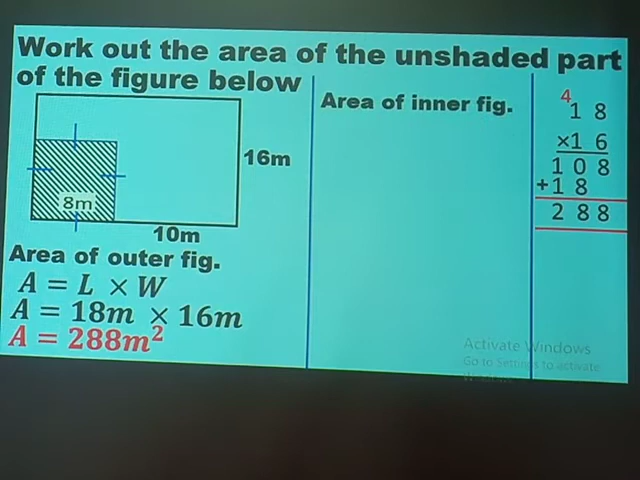 Work out the area of the unshaded part
of the figure below
16m
8m
10m
Area of outer fig.
A = L × W
A = 18m × 16m
A = 288m²
Area of inner fig.
4
1 8
×1 6
1 0 8
+1 8
2 8 8
Activate Windows
Go to Settings to activate
Windows.